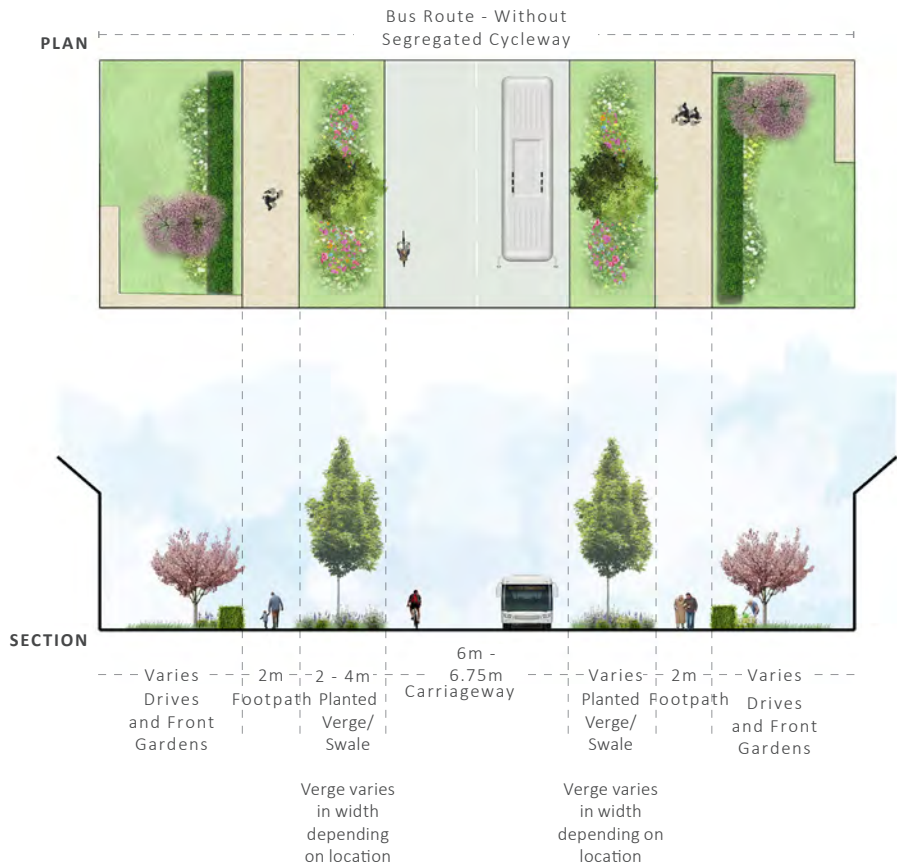 Bus Route - Without
Segregated Cycleway
PLAN
SECTION
Varies
Drives
and Front
Gardens
2m
Footpath
2 - 4m
Planted
Verge/
Swale
Verge varies
in width
depending
on location
6m -
6.75m
Carriageway
Varies
Planted
Verge/
Swale
Verge varies
in width
depending on
location
2m
Footpath
Varies
Drives
and Front
Gardens